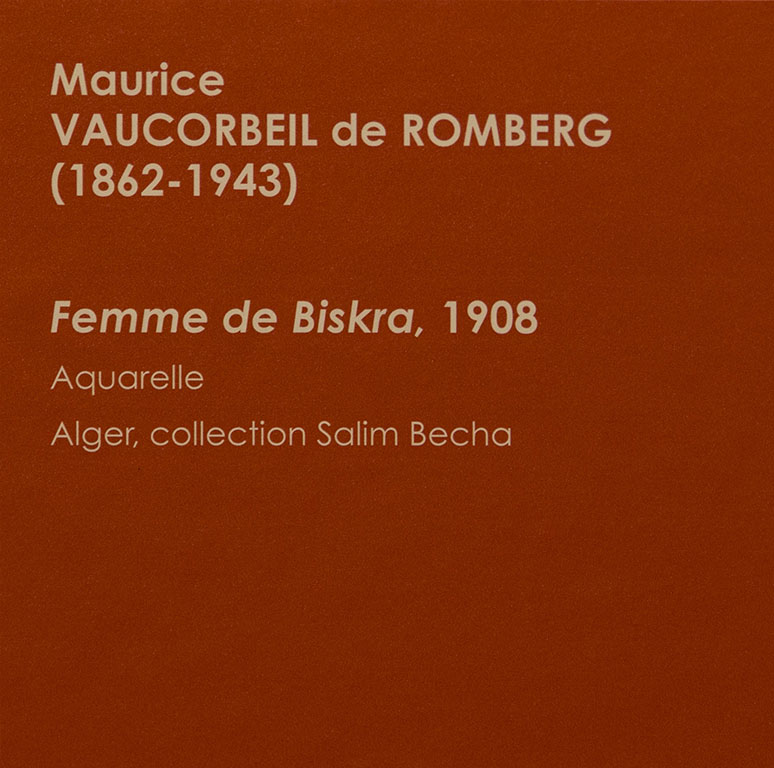 Maurice
VAUCORBEIL de ROMBERG
(1862-1943)
Femme de Biskra, 1908
Aquarelle
Alger, collection Salim Becha